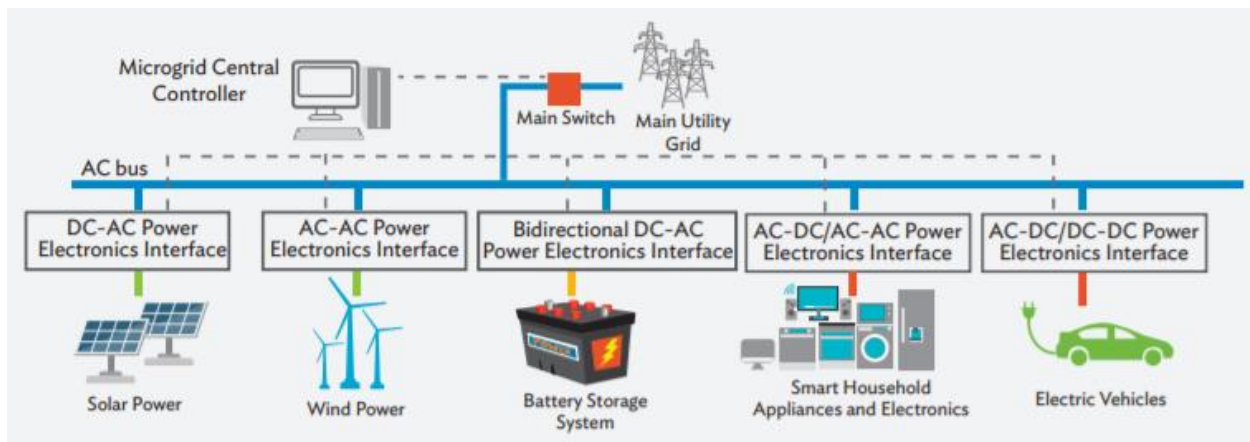 Microgrid Central
Controller
Main Switch
Main Utility
Grid
AC bus
DC-AC Power
Electronics Interface
AC-AC Power
Electronics Interface
Bidirectional DC-AC
Power Electronics Interface
AC-DC/AC-AC Power
Electronics Interface
AC-DC/DC-DC Power
Electronics Interface
Solar Power
Wind Power
Battery Storage
System
Smart Household
Appliances and Electronics
Electric Vehicles